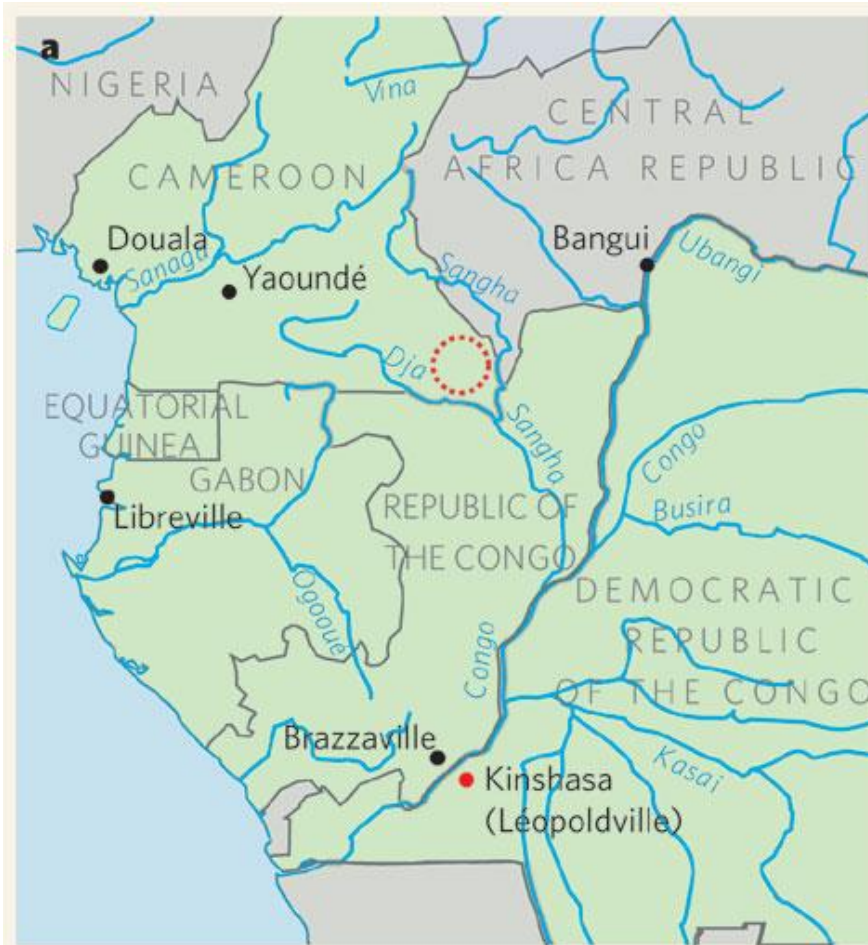 a
NIGERIA
Vina
CENTRAL
AFRICA REPUBLIC
CAMEROON
Douala
Sanaga
Yaoundé
Bangui
Ubangi
Sangha
Dja
EQUATORIAL
GUINEA
GABON
Libreville
Sangha
REPUBLIC OF
THE CONGO
Congo
Busira
Ogooué
DEMOCRATIC
REPUBLIC
OF THE CONGO
Congo
Brazzaville
Kinshasa
(Léopoldville)
Kasai